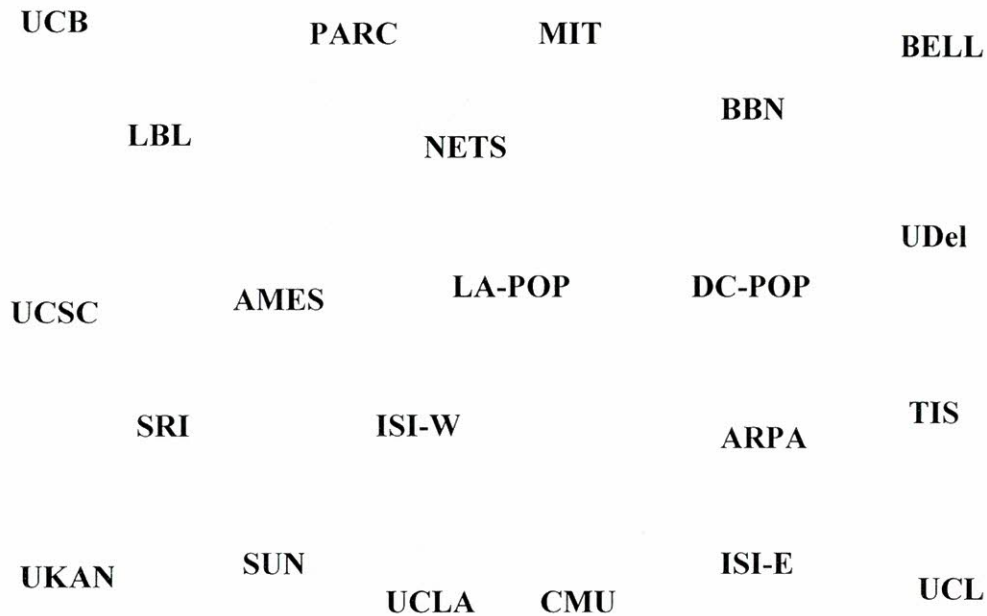 UCB
PARC
MIT
BELL
BBN
LBL
NETS
UDel
LA-POP
DC-POP
AMES
UCSC
TIS
SRI
ISI-W
ARPA
SUN
ISI-E
UKAN
UCL
UCLA
CMU